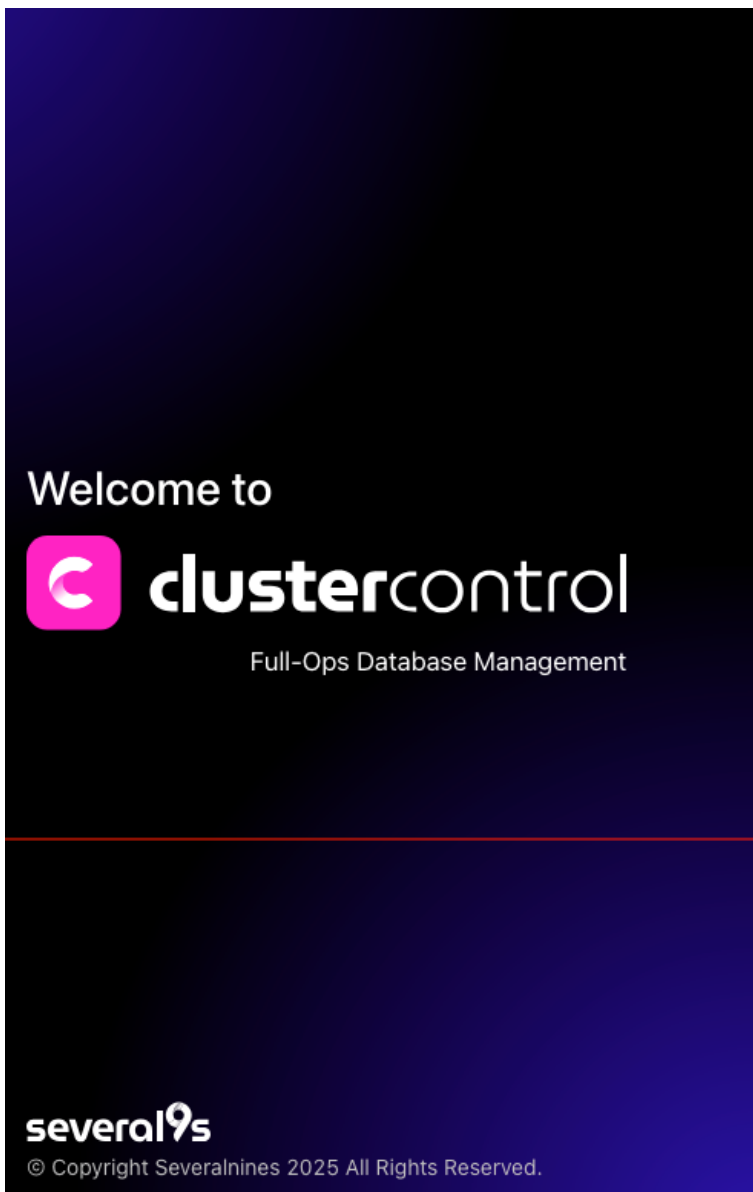 Welcome to
clustercontrol
Full-Ops Database Management
several9s
© Copyright Severalnines 2025 All Rights Reserved.